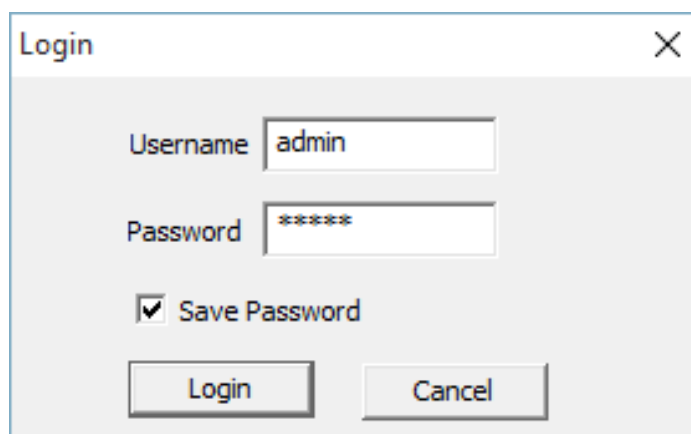 Login
Username admin
Password *****
Save Password
Login Cancel